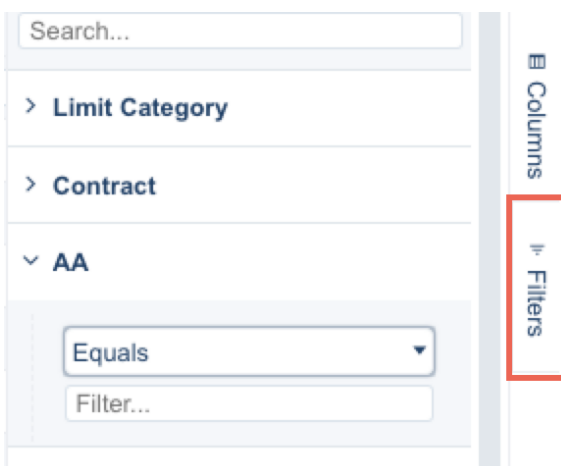 Search...
Limit Category
Contract
AA
Equals
Filter...
Columns
Filters